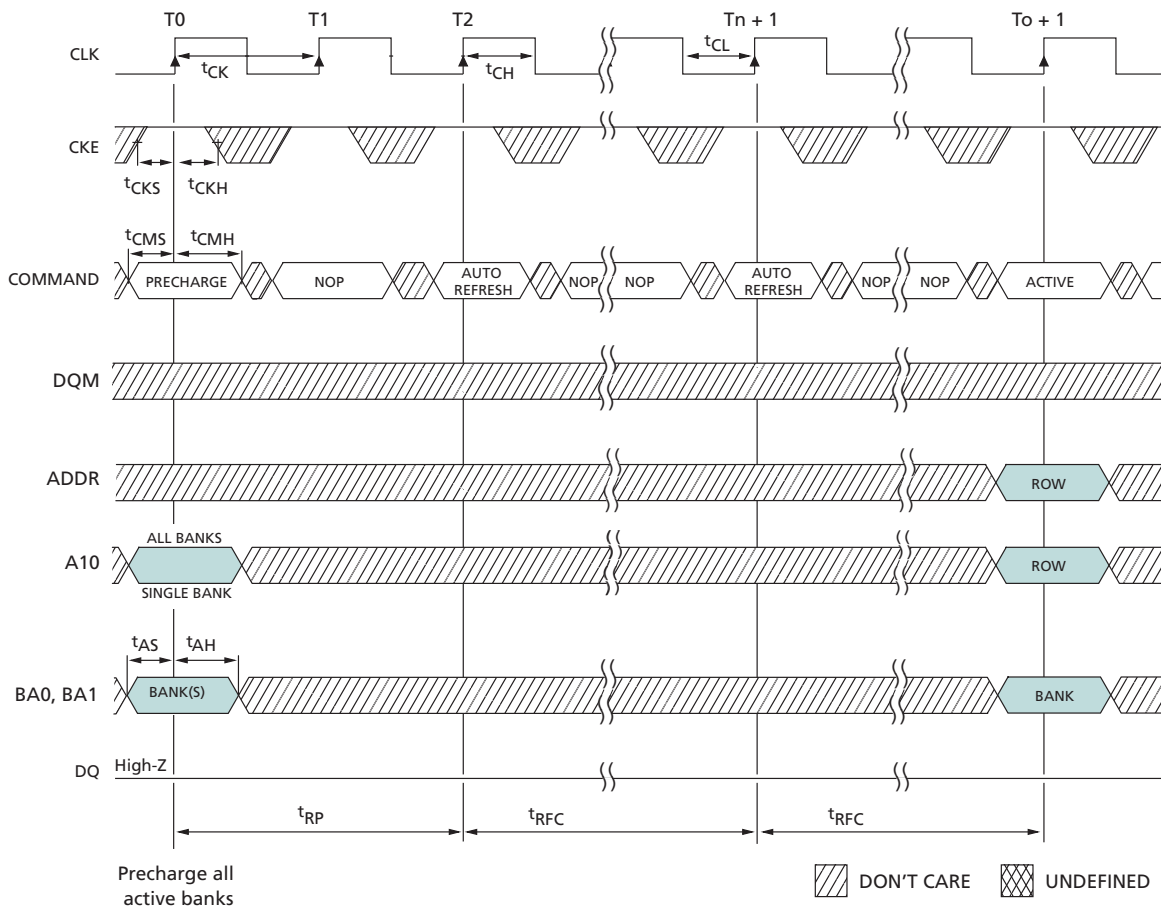 T0 T1 T2 Tn + 1 To + 1
CLK
tCK tCH tCL
CKE
tCKS tCKH
tCMS tCMH
COMMAND PRECHARGE NOP AUTO REFRESH NOP NOP AUTO REFRESH NOP NOP ACTIVE
DQM
ADDR ROW
ALL BANKS
A10 ROW
SINGLE BANK
tAS tAH
BA0, BA1 BANK(S) BANK
DQ High-Z
tRP tRFC tRFC
Precharge all
active banks
DON'T CARE UNDEFINED